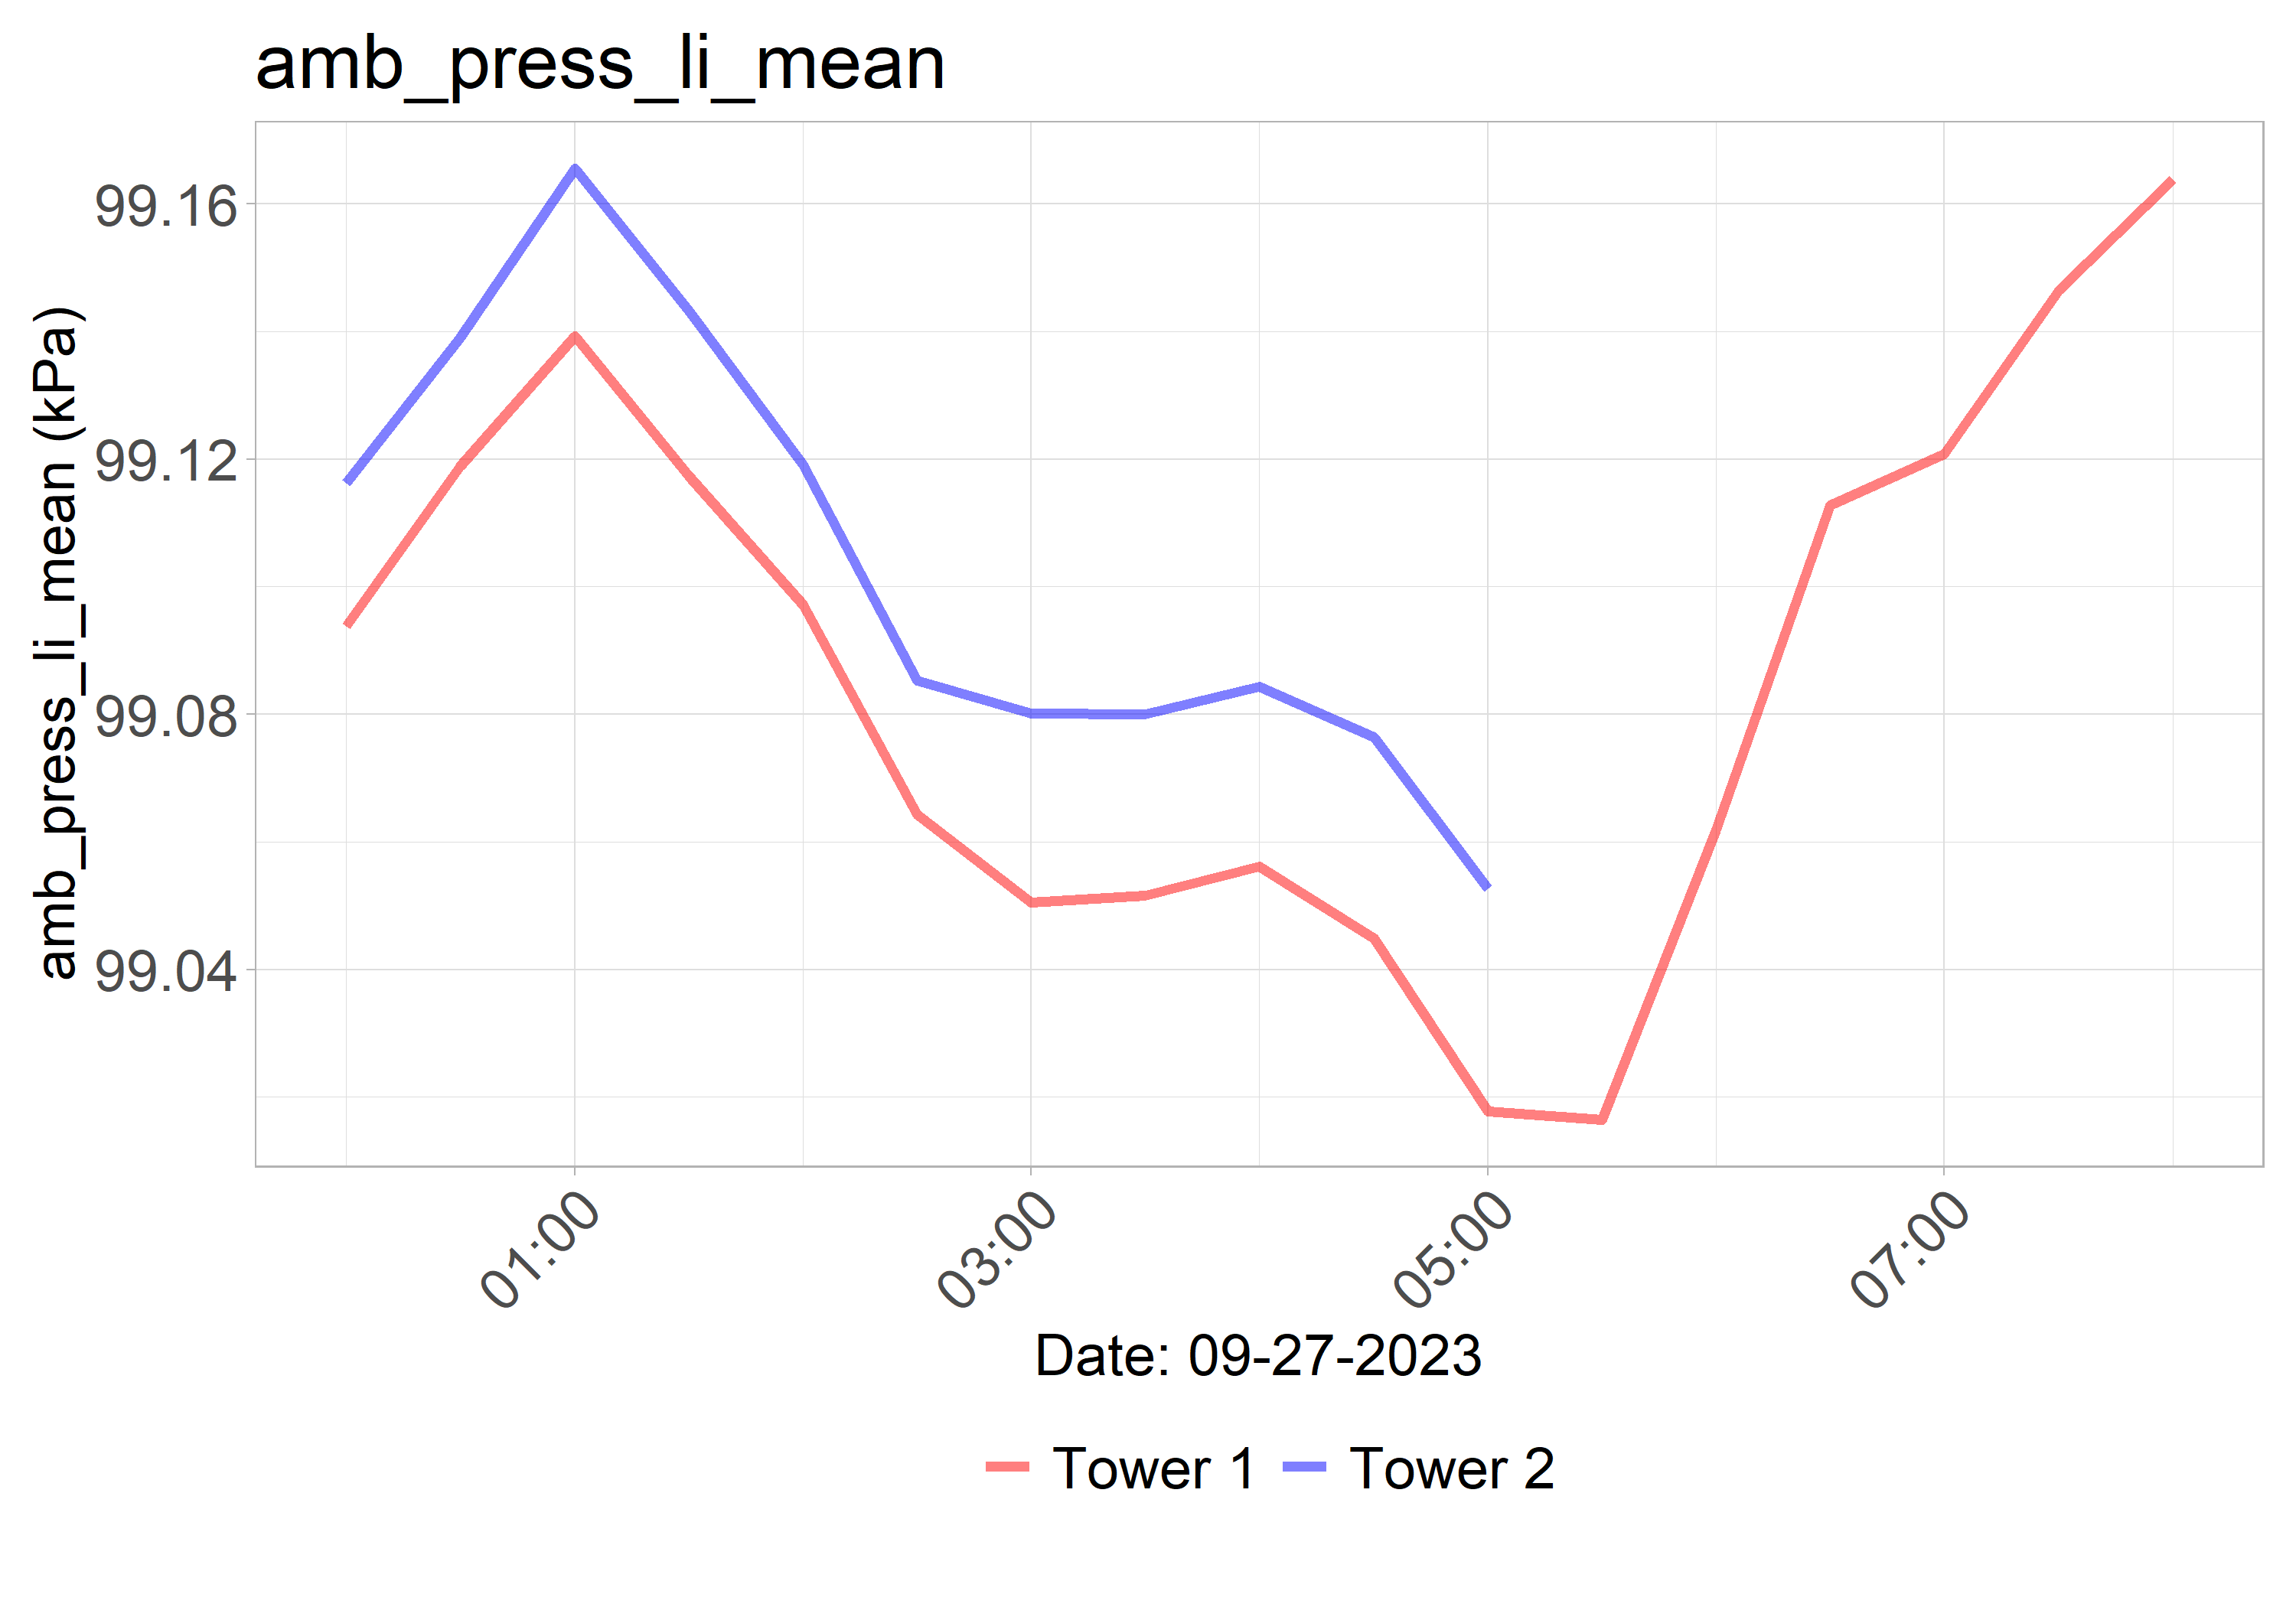 amb_press_li_mean
amb_press_li_mean (kPa)
99.16
99.12
99.08
99.04
01:00
03:00
05:00
07:00
Date: 09-27-2023
Tower 1
Tower 2